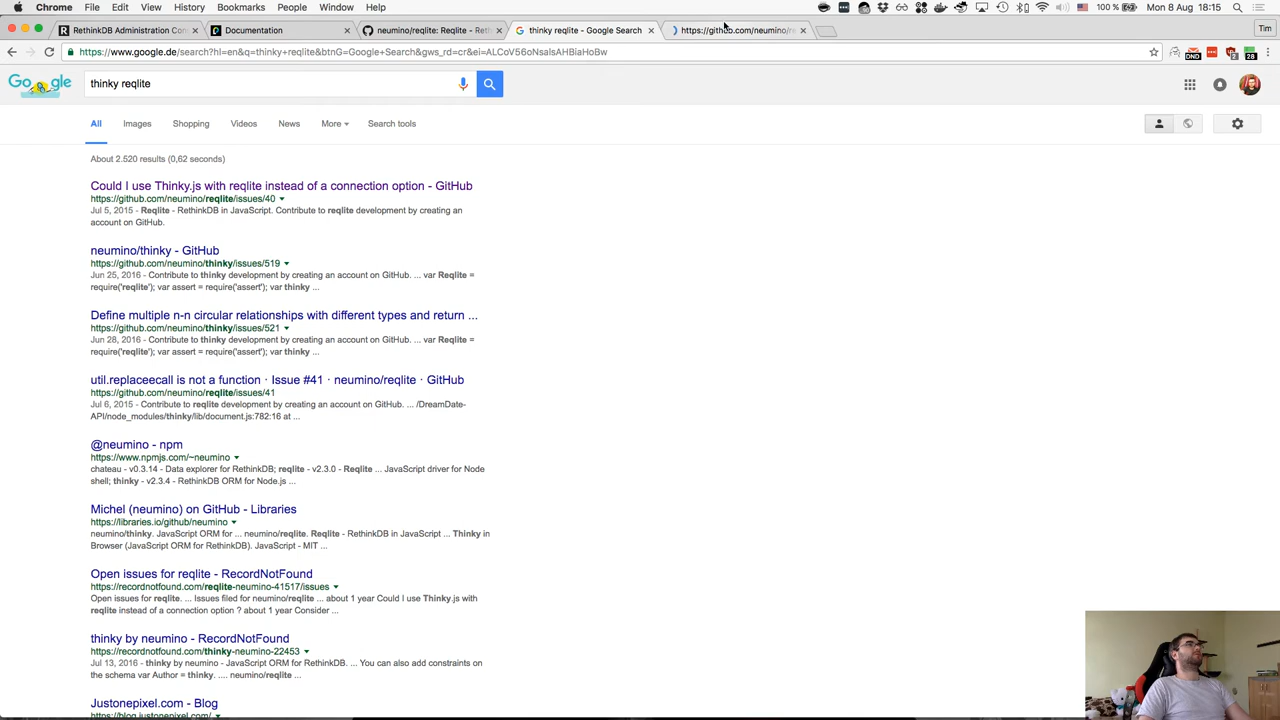 Chrome File Edit View History Bookmarks People Window Help 100 % Mon 8 Aug 18:15
RethinkDB Administration Con Documentation neumino/reqlite: Reqlite - Reth thinky reqlite - Google Search https://github.com/neumino/re Tim
https://www.google.de/search?hl=en&q=thinky+reqlite&btnG=Google+Search&gws_rd=cr&ei=ALCoV56oNsalsAHBiaHoBw DND 28
thinky reqlite
All Images Shopping Videos News More Search tools
About 2.520 results (0,62 seconds)
Could I use Thinky.js with reqlite instead of a connection option - GitHub
https://github.com/neumino/reqlite/issues/40
Jul 5, 2015 - Reqlite - RethinkDB in JavaScript. Contribute to reqlite development by creating an
account on GitHub.
neumino/thinky - GitHub
https://github.com/neumino/thinky/issues/519
Jun 25, 2016 - Contribute to thinky development by creating an account on GitHub. ... var Reqlite =
require('reqlite'); var assert = require('assert'); var thinky ...
Define multiple n-n circular relationships with different types and return ...
https://github.com/neumino/thinky/issues/521
Jun 28, 2016 - Contribute to thinky development by creating an account on GitHub. ... var Reqlite =
require('reqlite'); var assert = require('assert'); var thinky ...
util.replaceecall is not a function · Issue #41 · neumino/reqlite · GitHub
https://github.com/neumino/reqlite/issues/41
Jul 6, 2015 - Contribute to reqlite development by creating an account on GitHub. ... /DreamDate-
API/node_modules/thinky/lib/document.js:782:16 at ...
@neumino - npm
https://www.npmjs.com/~neumino
chateau - v0.3.14 - Data explorer for RethinkDB; reqlite - v2.3.0 - Reqlite ... JavaScript driver for Node
shell; thinky - v2.3.4 - RethinkDB ORM for Node.js ...
Michel (neumino) on GitHub - Libraries
https://libraries.io/github/neumino
neumino/thinky. JavaScript ORM for ... neumino/reqlite. Reqlite - RethinkDB in JavaScript ... Thinky in
Browser (JavaScript ORM for RethinkDB). JavaScript - MIT ...
Open issues for reqlite - RecordNotFound
https://recordnotfound.com/reqlite-neumino-41517/issues
Open issues for reqlite. ... Issues filed for neumino/reqlite ... about 1 year Could I use Thinky.js with
reqlite instead of a connection option ? about 1 year Consider ...
thinky by neumino - RecordNotFound
https://recordnotfound.com/thinky-neumino-22453
Jul 13, 2016 - thinky by neumino - JavaScript ORM for RethinkDB. ... You can also add constraints on
the schema var Author = thinky. ... neumino/reqlite ...
Justonepixel.com - Blog
https://blog.justonepixel.com/